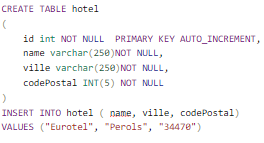 CREATE TABLE hotel
(
id int NOT NULL PRIMARY KEY AUTO_INCREMENT,
name varchar(250)NOT NULL,
ville varchar(250)NOT NULL,
codePostal INT(5) NOT NULL
)
INSERT INTO hotel ( name, ville, codePostal)
VALUES ("Eurotel", "Perols", "34470")